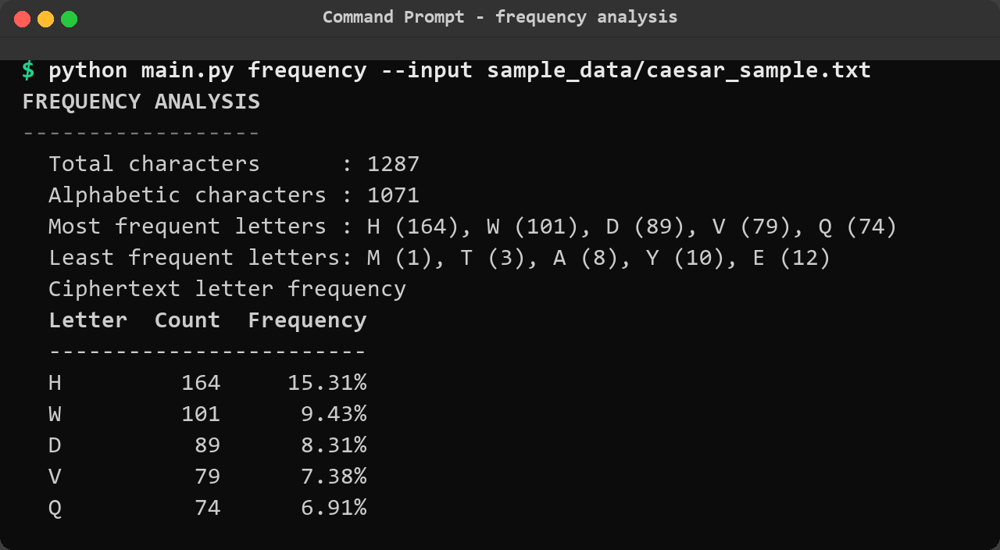 Command Prompt - frequency analysis
$ python main.py frequency --input sample_data/caesar_sample.txt
FREQUENCY ANALYSIS
------------------
Total characters      : 1287
Alphabetic characters : 1071
Most frequent letters : H (164), W (101), D (89), V (79), Q (74)
Least frequent letters: M (1), T (3), A (8), Y (10), E (12)
Ciphertext letter frequency
Letter  Count  Frequency
------------------------
H         164     15.31%
W         101      9.43%
D          89      8.31%
V          79      7.38%
Q          74      6.91%